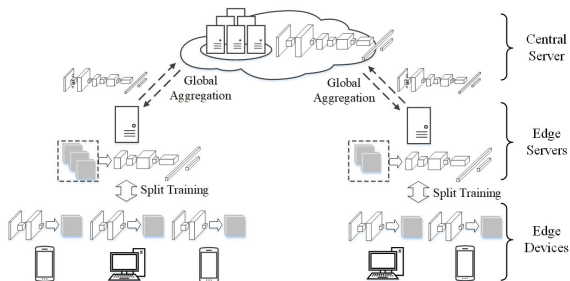 Central
Server
Global
Aggregation
Global
Aggregation
Edge
Servers
Split Training
Split Training
Edge
Devices